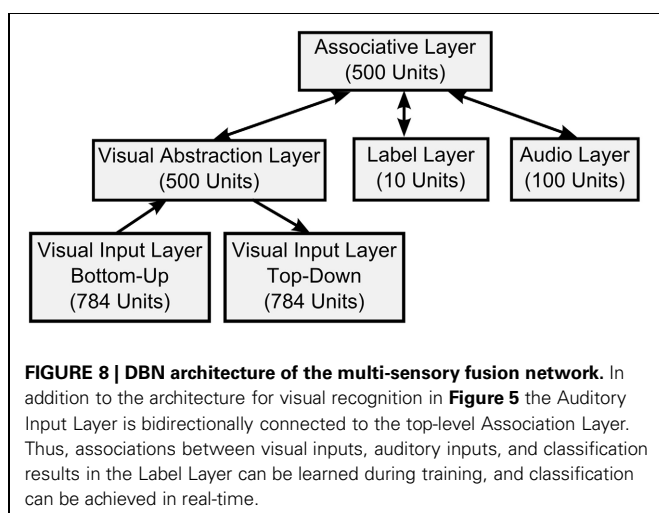 Associative Layer
(500 Units)
Visual Abstraction Layer
(500 Units)
Label Layer
(10 Units)
Audio Layer
(100 Units)
Visual Input Layer
Bottom-Up
(784 Units)
Visual Input Layer
Top-Down
(784 Units)
FIGURE 8 | DBN architecture of the multi-sensory fusion network. In
addition to the architecture for visual recognition in Figure 5 the Auditory
Input Layer is bidirectionally connected to the top-level Association Layer.
Thus, associations between visual inputs, auditory inputs, and classification
results in the Label Layer can be learned during training, and classification
can be achieved in real-time.